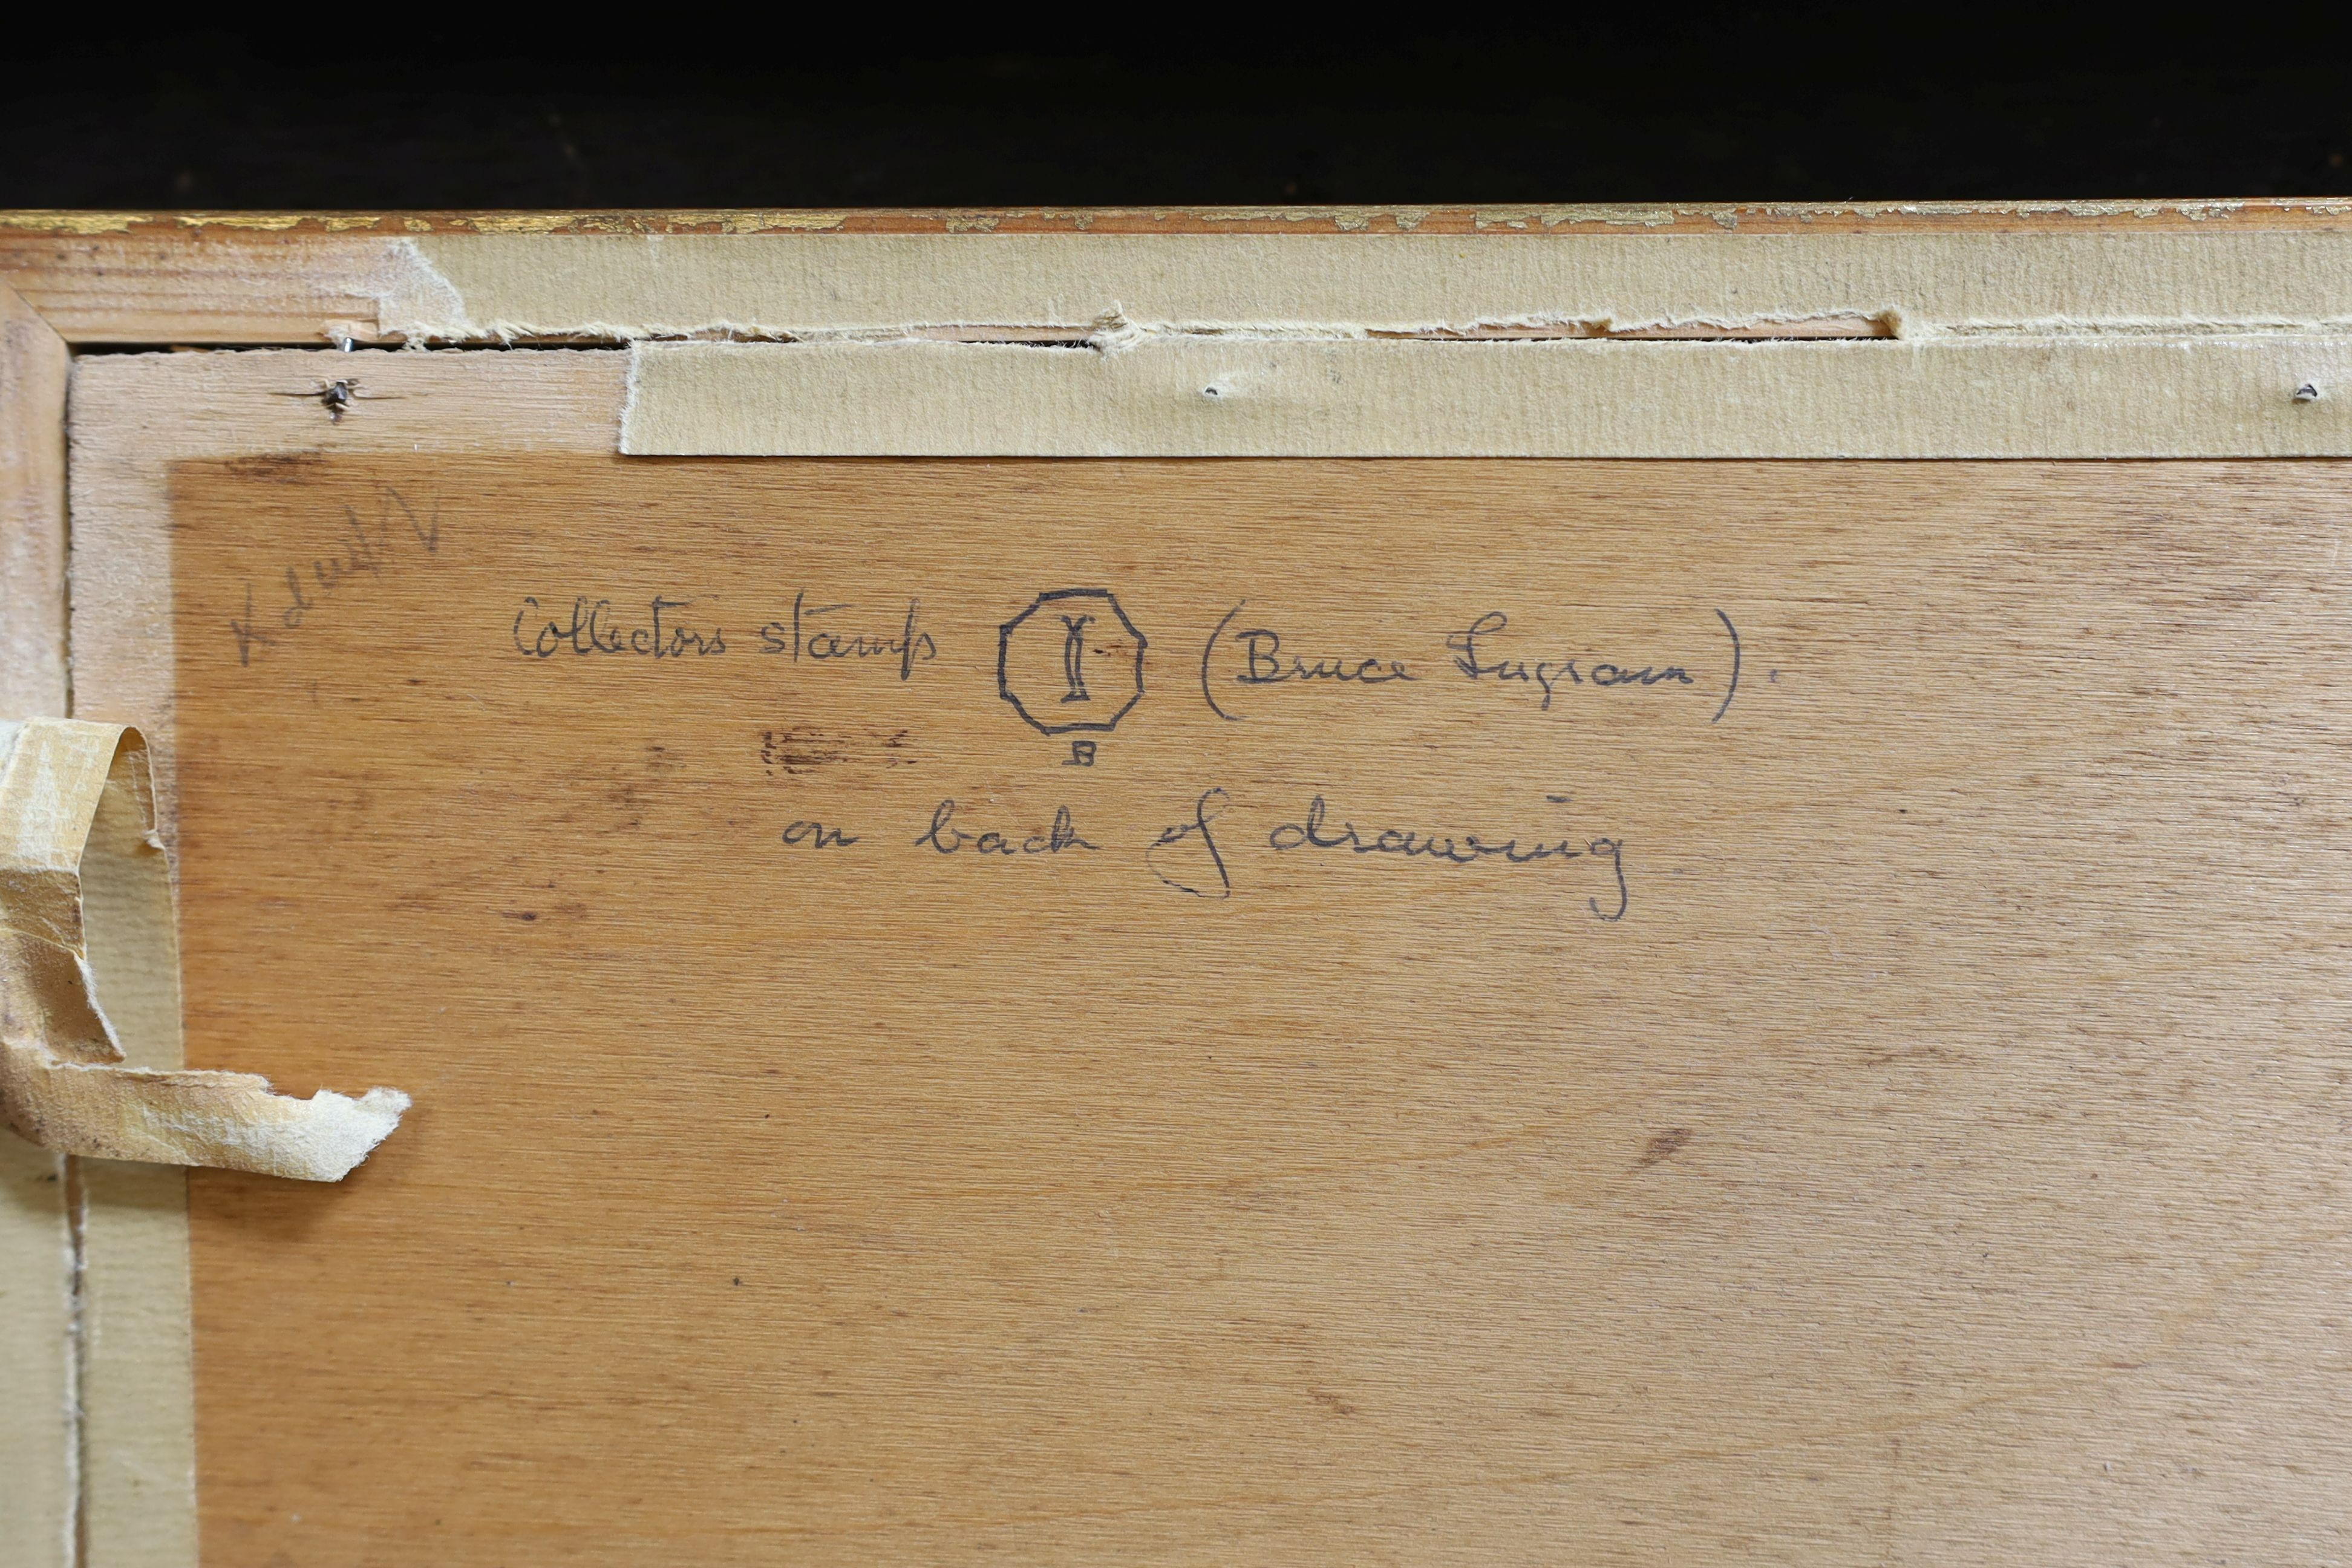 Collectors stamp I (Bruce Ingram).
B
on back of drawing